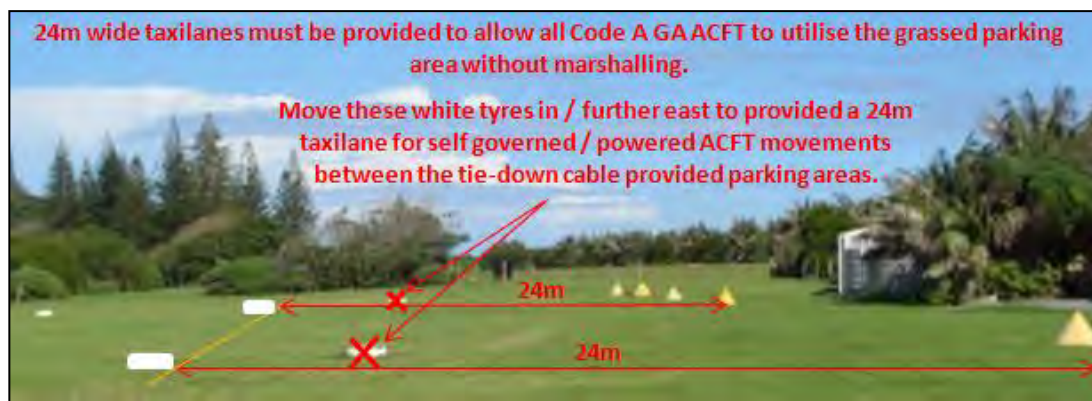 24m wide taxilanes must be provided to allow all Code A GA ACFT to utilise the grassed parking
area without marshalling.
Move these white tyres in / further east to provided a 24m
taxilane for self governed / powered ACFT movements
between the tie-down cable provided parking areas.
24m
24m